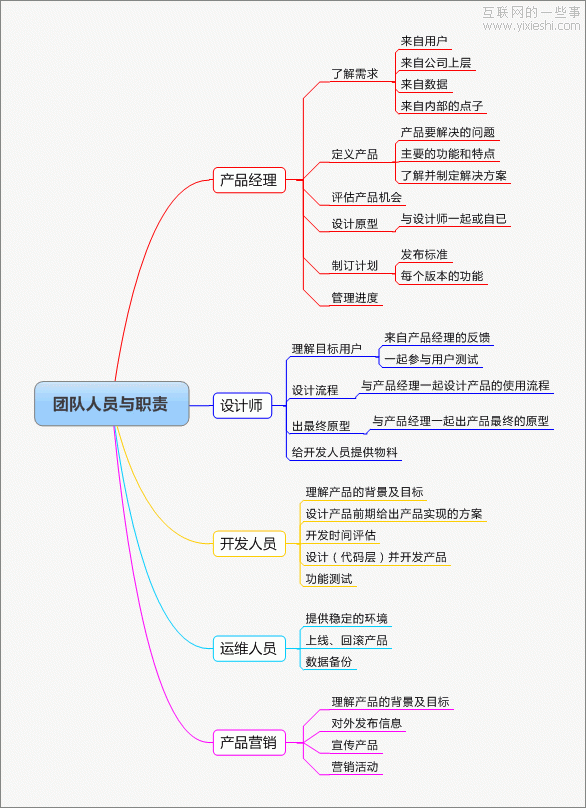 互联网的一些事
www.yixieshi.com
团队人员与职责
产品经理
了解需求
来自用户
来自公司上层
来自数据
来自内部的点子
定义产品
产品要解决的问题
主要的功能和特点
了解并制定解决方案
评估产品机会
设计原型
与设计师一起或自已
制订计划
发布标准
每个版本的功能
管理进度
设计师
理解目标用户
来自产品经理的反馈
一起参与用户测试
设计流程
与产品经理一起设计产品的使用流程
出最终原型
与产品经理一起出产品最终的原型
给开发人员提供物料
开发人员
理解产品的背景及目标
设计产品前期给出产品实现的方案
开发时间评估
设计（代码层）并开发产品
功能测试
运维人员
提供稳定的环境
上线、回滚产品
数据备份
产品营销
理解产品的背景及目标
对外发布信息
宣传产品
营销活动